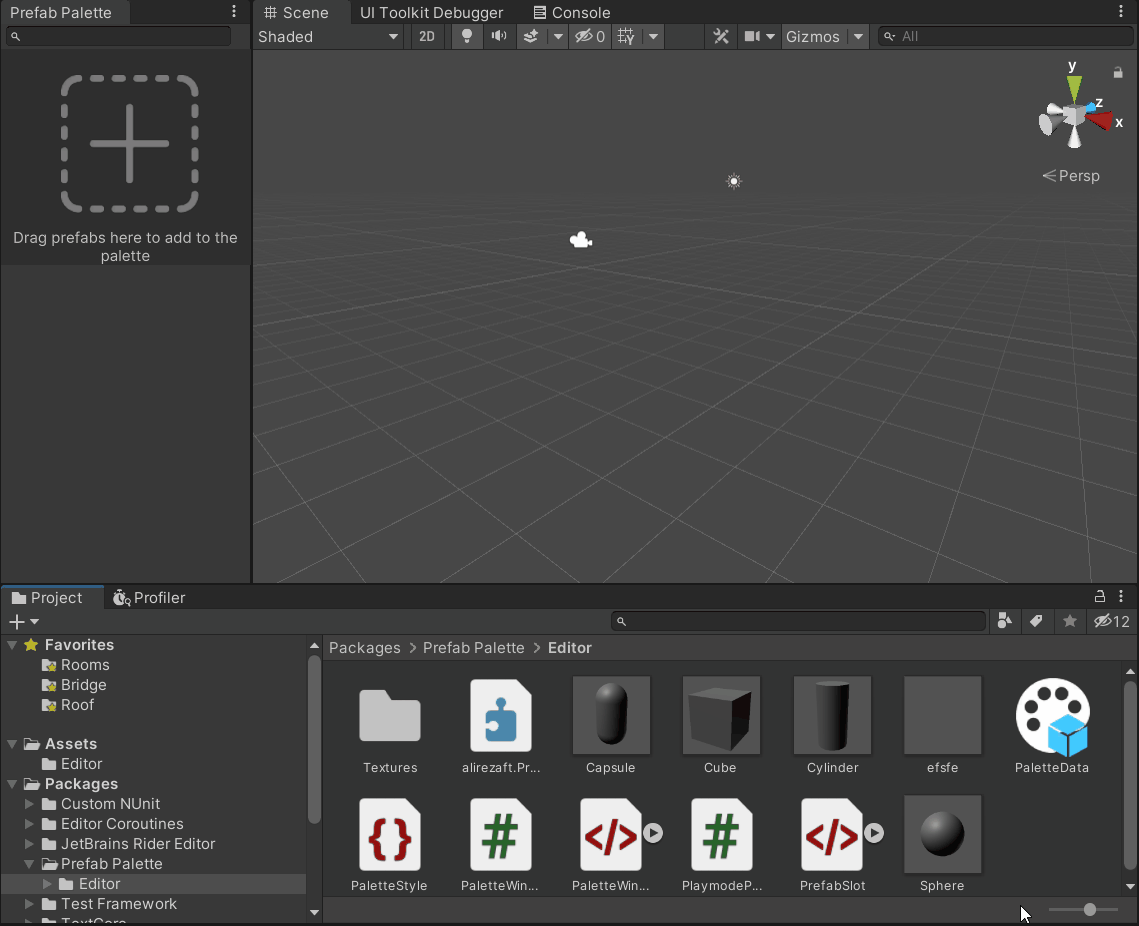 Prefab Palette
Scene
UI Toolkit Debugger
Console
Shaded
2D
0
Gizmos
All
Drag prefabs here to add to the
palette
y
z
x
Persp
Project
Profiler
12
Favorites
Rooms
Bridge
Roof
Assets
Editor
Packages
Custom NUnit
Editor Coroutines
JetBrains Rider Editor
Prefab Palette
Editor
Test Framework
TextCore
Packages > Prefab Palette > Editor
Textures
alirezaft.Pr...
Capsule
Cube
Cylinder
efsfe
PaletteData
PaletteStyle
PaletteWin...
PaletteWin...
PlaymodeP...
PrefabSlot
Sphere